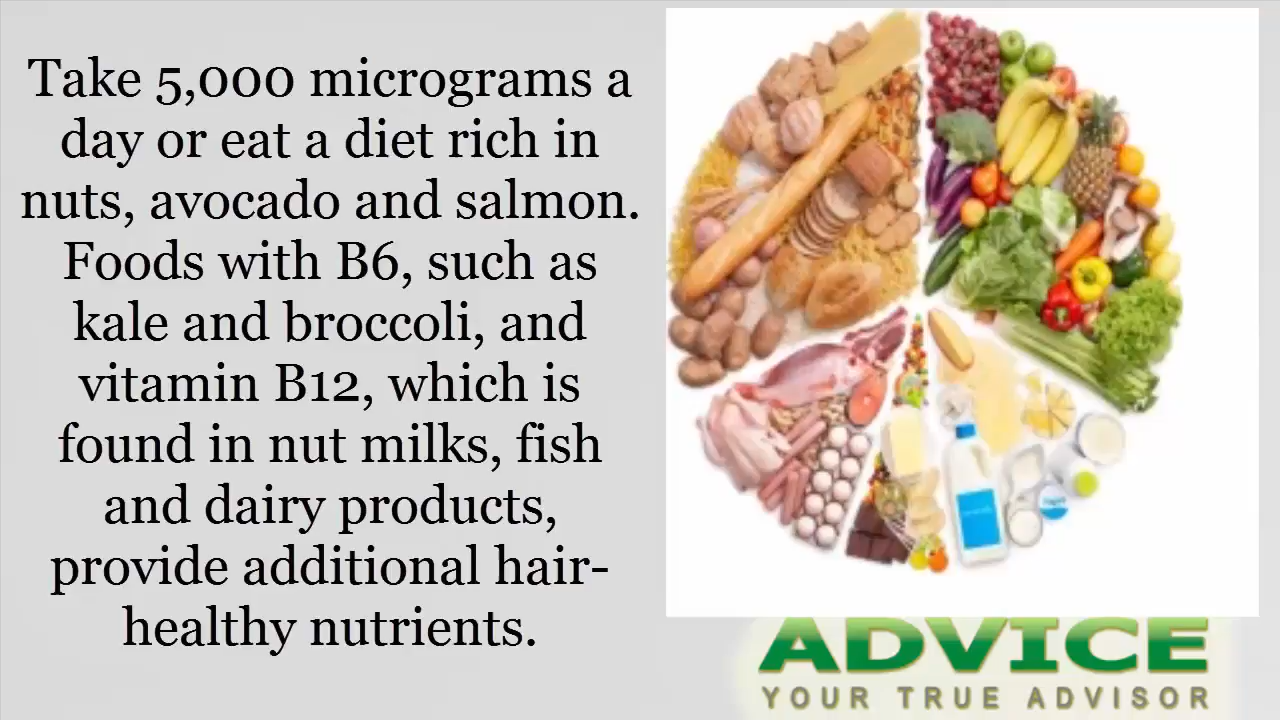 Take 5,000 micrograms a
day or eat a diet rich in
nuts, avocado and salmon.
Foods with B6, such as
kale and broccoli, and
vitamin B12, which is
found in nut milks, fish
and dairy products,
provide additional hair-
healthy nutrients.
ADVICE
YOUR TRUE ADVISOR